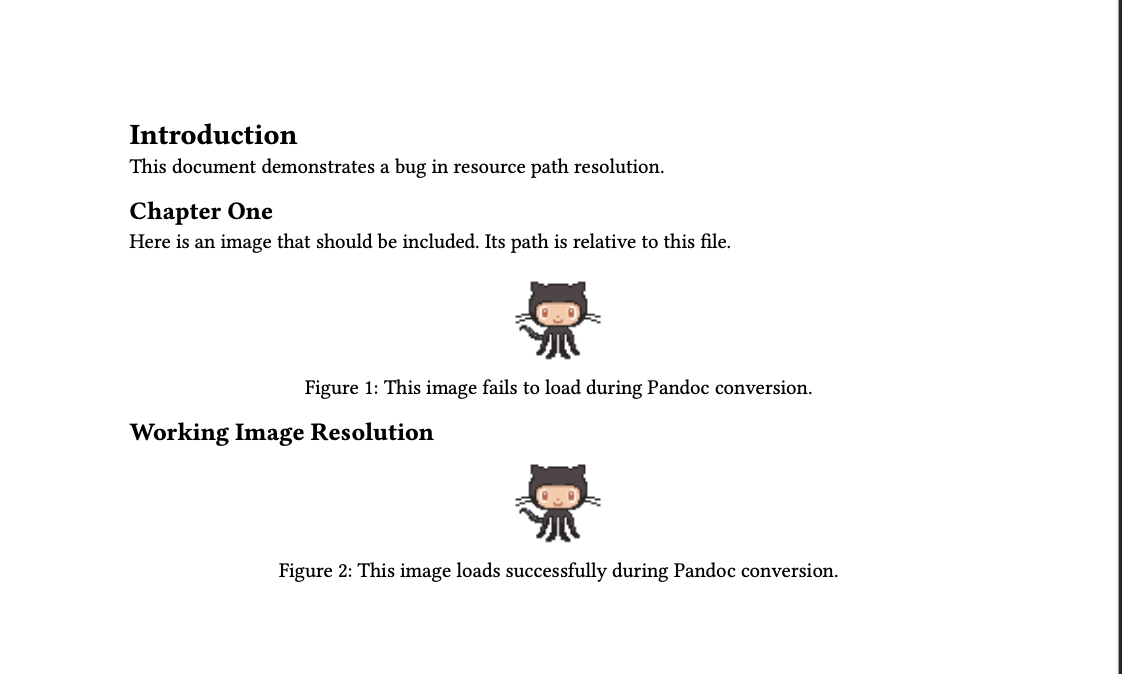 Introduction
This document demonstrates a bug in resource path resolution.
Chapter One
Here is an image that should be included. Its path is relative to this file.
Figure 1: This image fails to load during Pandoc conversion.
Working Image Resolution
Figure 2: This image loads successfully during Pandoc conversion.